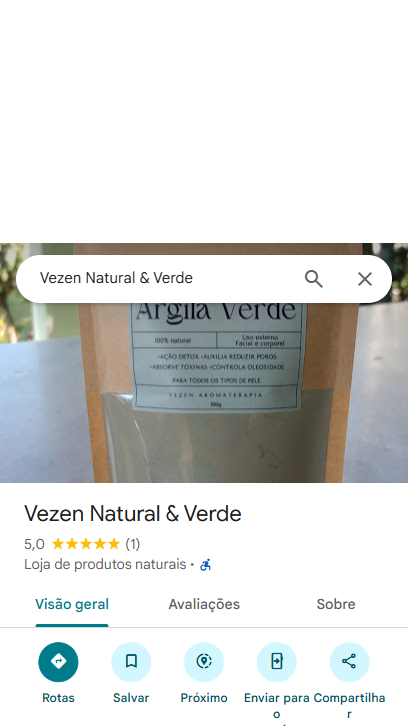 Vezen Natural & Verde
Argila Verde
100% natural
Uso externo
Facial e corporal
•AÇÃO DETOX •AUXILIA REDUZIR POROS
•ABSORVE TOXINAS •CONTROLA OLEOSIDADE
PARA TODOS OS TIPOS DE PELE
VEZEN AROMATERAPIA
100g
Vezen Natural & Verde
5,0 (1)
Loja de produtos naturais •
Visão geral
Avaliações
Sobre
Rotas
Salvar
Próximo
Enviar para
o
Compartilha
r